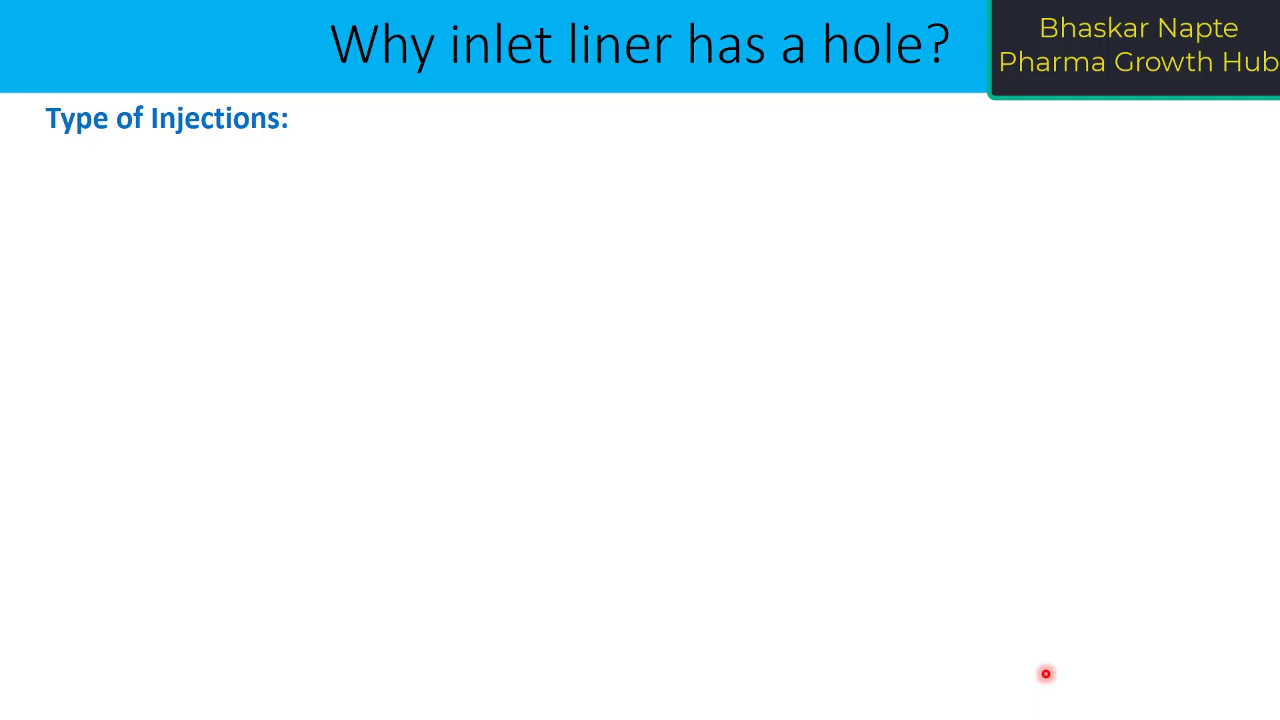 Why inlet liner has a hole?
Bhaskar Napte
Pharma Growth Hub
Type of Injections: